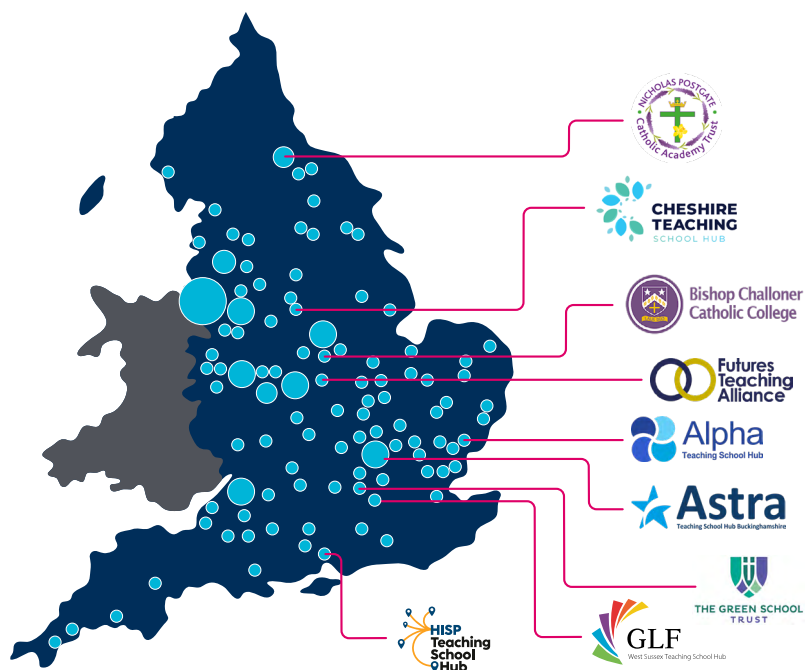 NICHOLAS POSTGATE
Catholic Academy Trust
CHESHIRE
TEACHING
SCHOOL HUB
Bishop Challoner
Catholic College
Futures
Teaching
Alliance
Alpha
Teaching School Hub
Astra
Teaching School Hub Buckinghamshire
THE GREEN SCHOOL
TRUST
GLF
West Sussex Teaching School Hub
HISP
Teaching
School
Hub